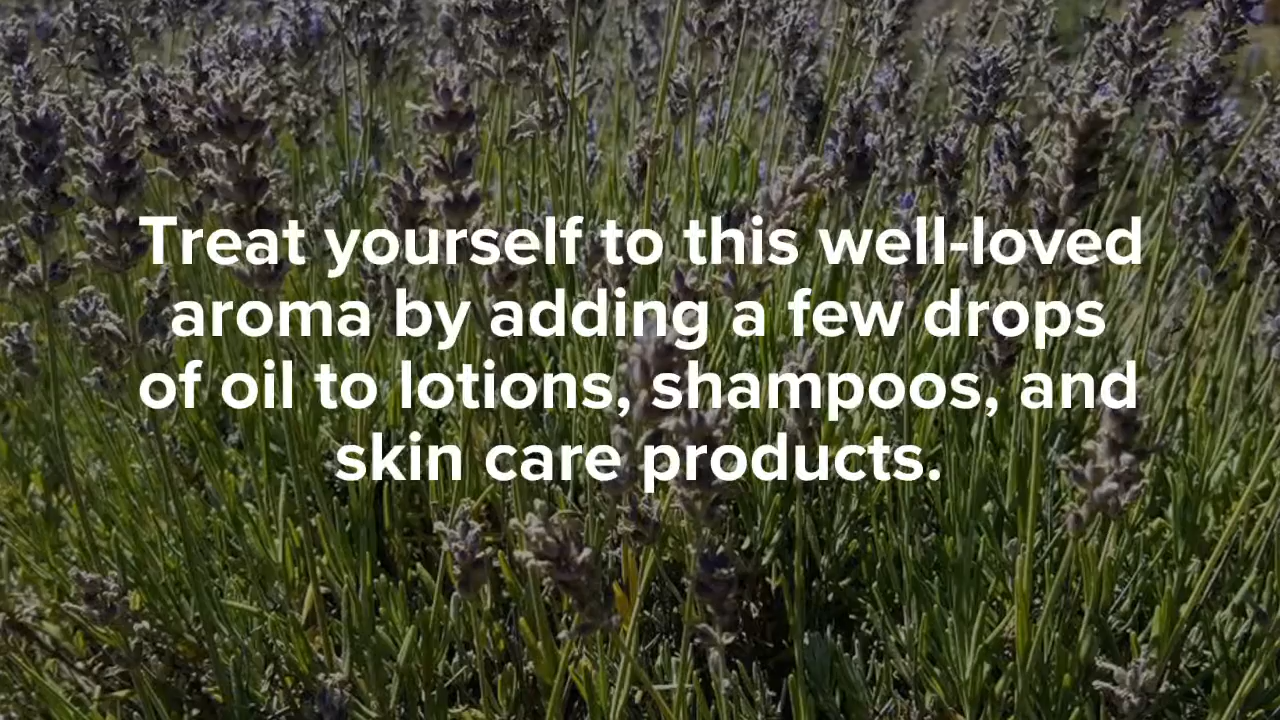 Treat yourself to this well-loved
aroma by adding a few drops
of oil to lotions, shampoos, and
skin care products.